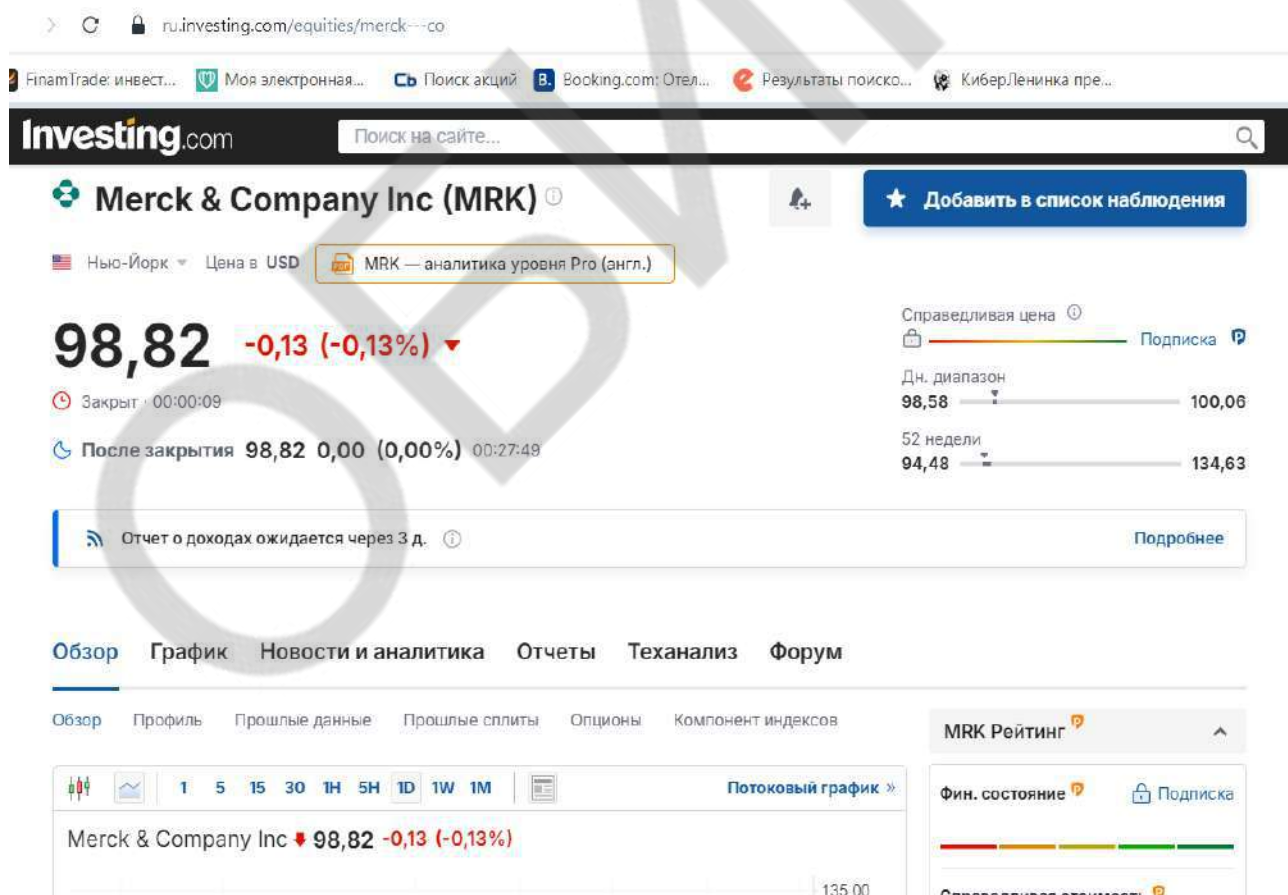 ru.investing.com/equities/merck---co
FinamTrade: инвест... Моя электронная... Сb Поиск акций B. Booking.com: Отел... Результаты поиско... КиберЛенинка пре...
Investing.com Поиск на сайте...
Merck & Company Inc (MRK) Добавить в список наблюдения
Нью-Йорк Цена в USD MRK — аналитика уровня Pro (англ.)
98,82 -0,13 (-0,13%)
Справедливая цена
Подписка
Закрыт · 00:00:09
Дн. диапазон
98,58 100,06
После закрытия 98,82 0,00 (0,00%) 00:27:49
52 недели
94,48 134,63
Отчет о доходах ожидается через 3 д. Подробнее
Обзор График Новости и аналитика Отчеты Теханализ Форум
Обзор Профиль Прошлые данные Прошлые сплиты Опционы Компонент индексов
MRK Рейтинг
1 5 15 30 1H 5H 1D 1W 1M Потоковый график »
Фин. состояние Подписка
Merck & Company Inc 98,82 -0,13 (-0,13%)
135,00